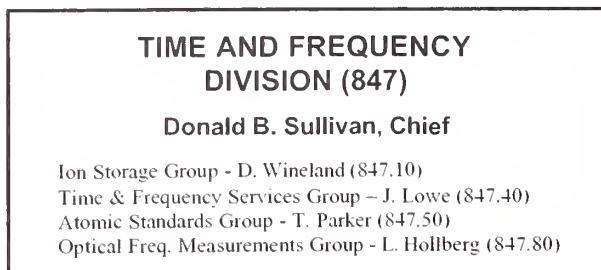 TIME AND FREQUENCY
DIVISION (847)
Donald B. Sullivan, Chief
Ion Storage Group - D. Wineland (847.10)
Time & Frequency Services Group – J. Lowe (847.40)
Atomic Standards Group - T. Parker (847.50)
Optical Freq. Measurements Group - L. Hollberg (847.80)